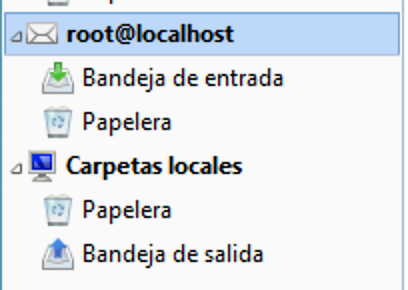 root@localhost
Bandeja de entrada
Papelera
Carpetas locales
Papelera
Bandeja de salida